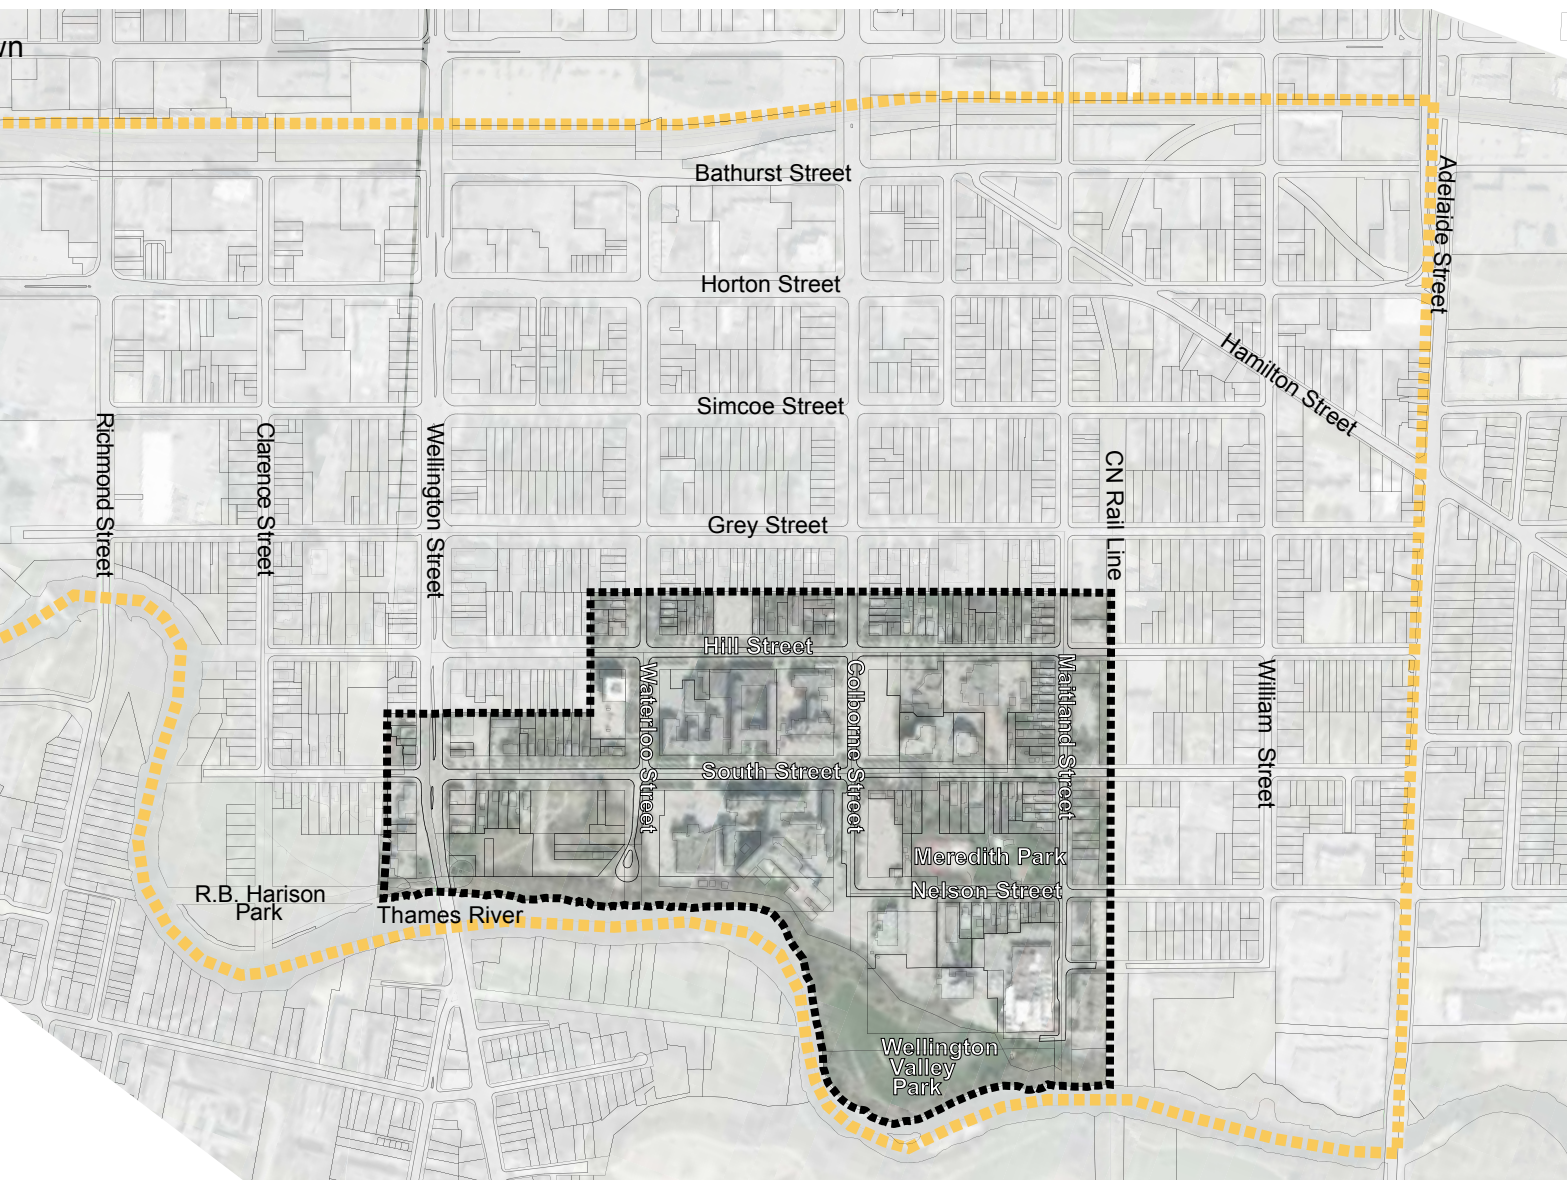 Bathurst Street
Adelaide Street
Horton Street
Hamilton Street
Simcoe Street
Richmond Street
Clarence Street
Wellington Street
CN Rail Line
Grey Street
Hill Street
Waterloo Street
Colborne Street
Maitland Street
William Street
South Street
Meredith Park
Nelson Street
R.B. Harison
Park
Thames River
Wellington
Valley
Park